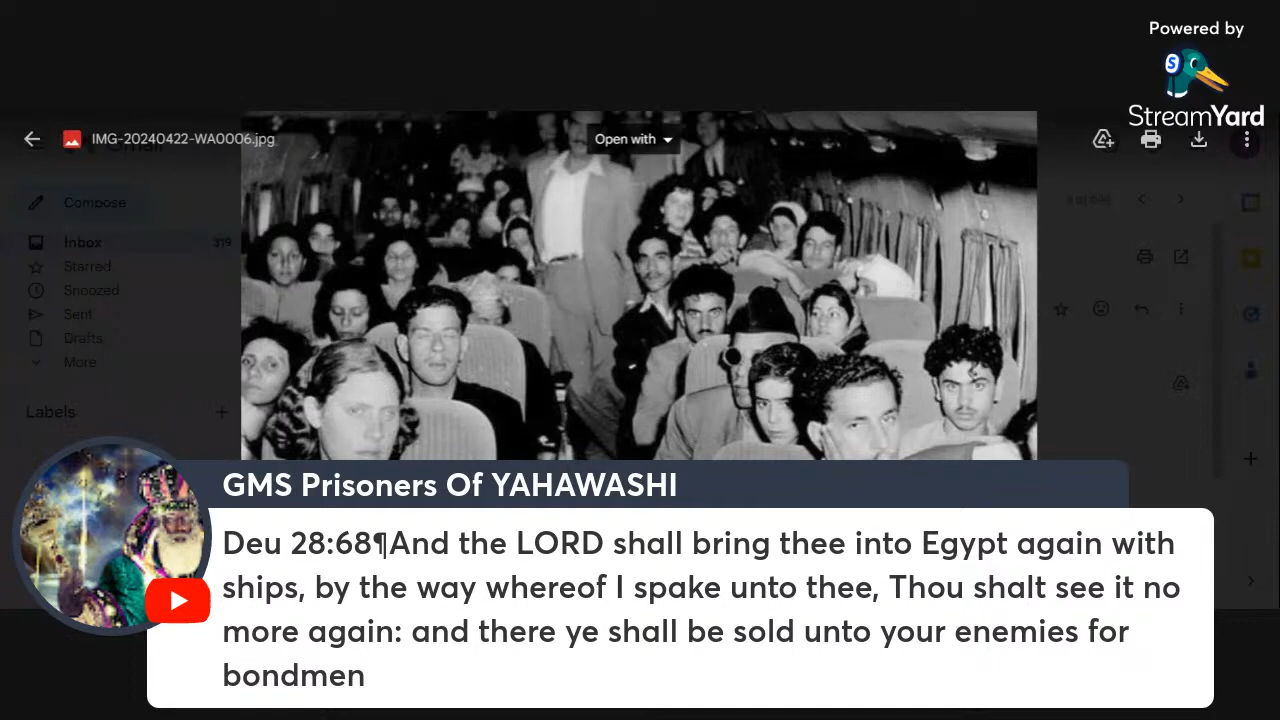 Powered by
StreamYard
IMG-20240422-WA0006.jpg
Open with
Compose
Inbox 319
Starred
Snoozed
Sent
Drafts
More
Labels
GMS Prisoners Of YAHAWASHI
Deu 28:68¶And the LORD shall bring thee into Egypt again with
ships, by the way whereof I spake unto thee, Thou shalt see it no
more again: and there ye shall be sold unto your enemies for
bondmen